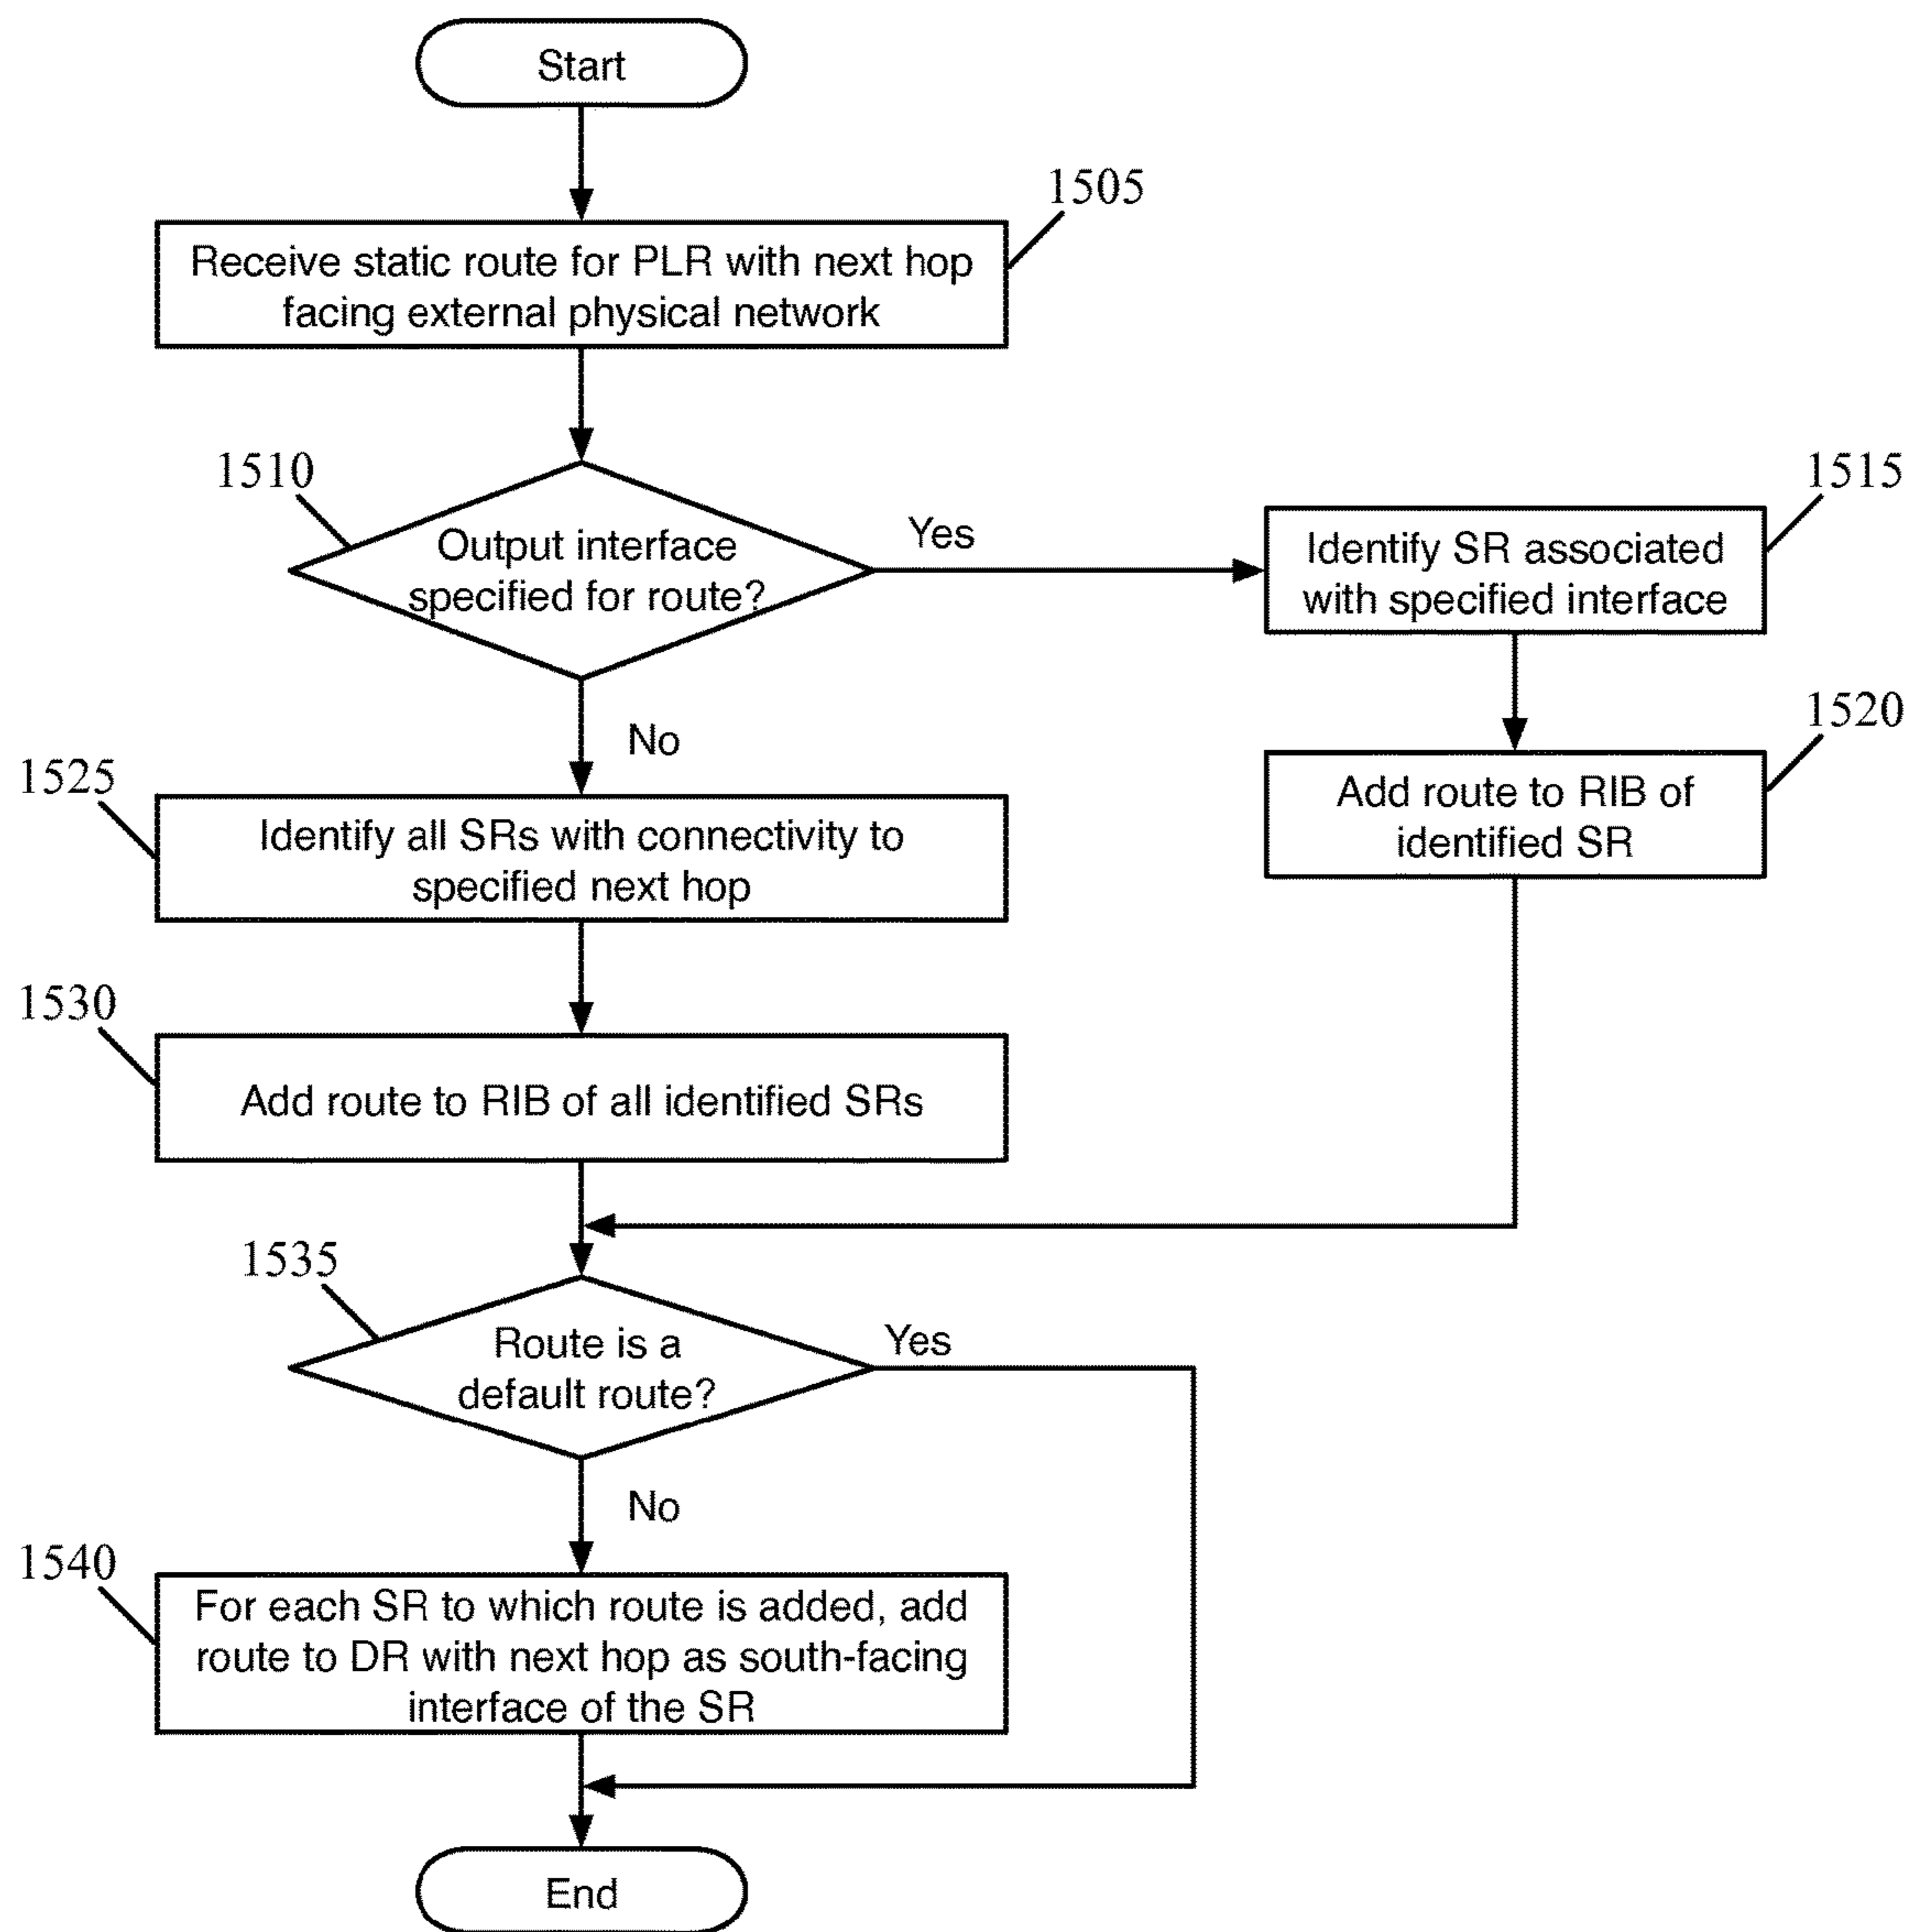 Start
1505
Receive static route for PLR with next hop
facing external physical network
1510
Output interface
specified for route?
Yes
1515
Identify SR associated
with specified interface
No
1520
Add route to RIB of
identified SR
1525
Identify all SRs with connectivity to
specified next hop
1530
Add route to RIB of all identified SRs
1535
Route is a
default route?
Yes
No
1540
For each SR to which route is added, add
route to DR with next hop as south-facing
interface of the SR
End